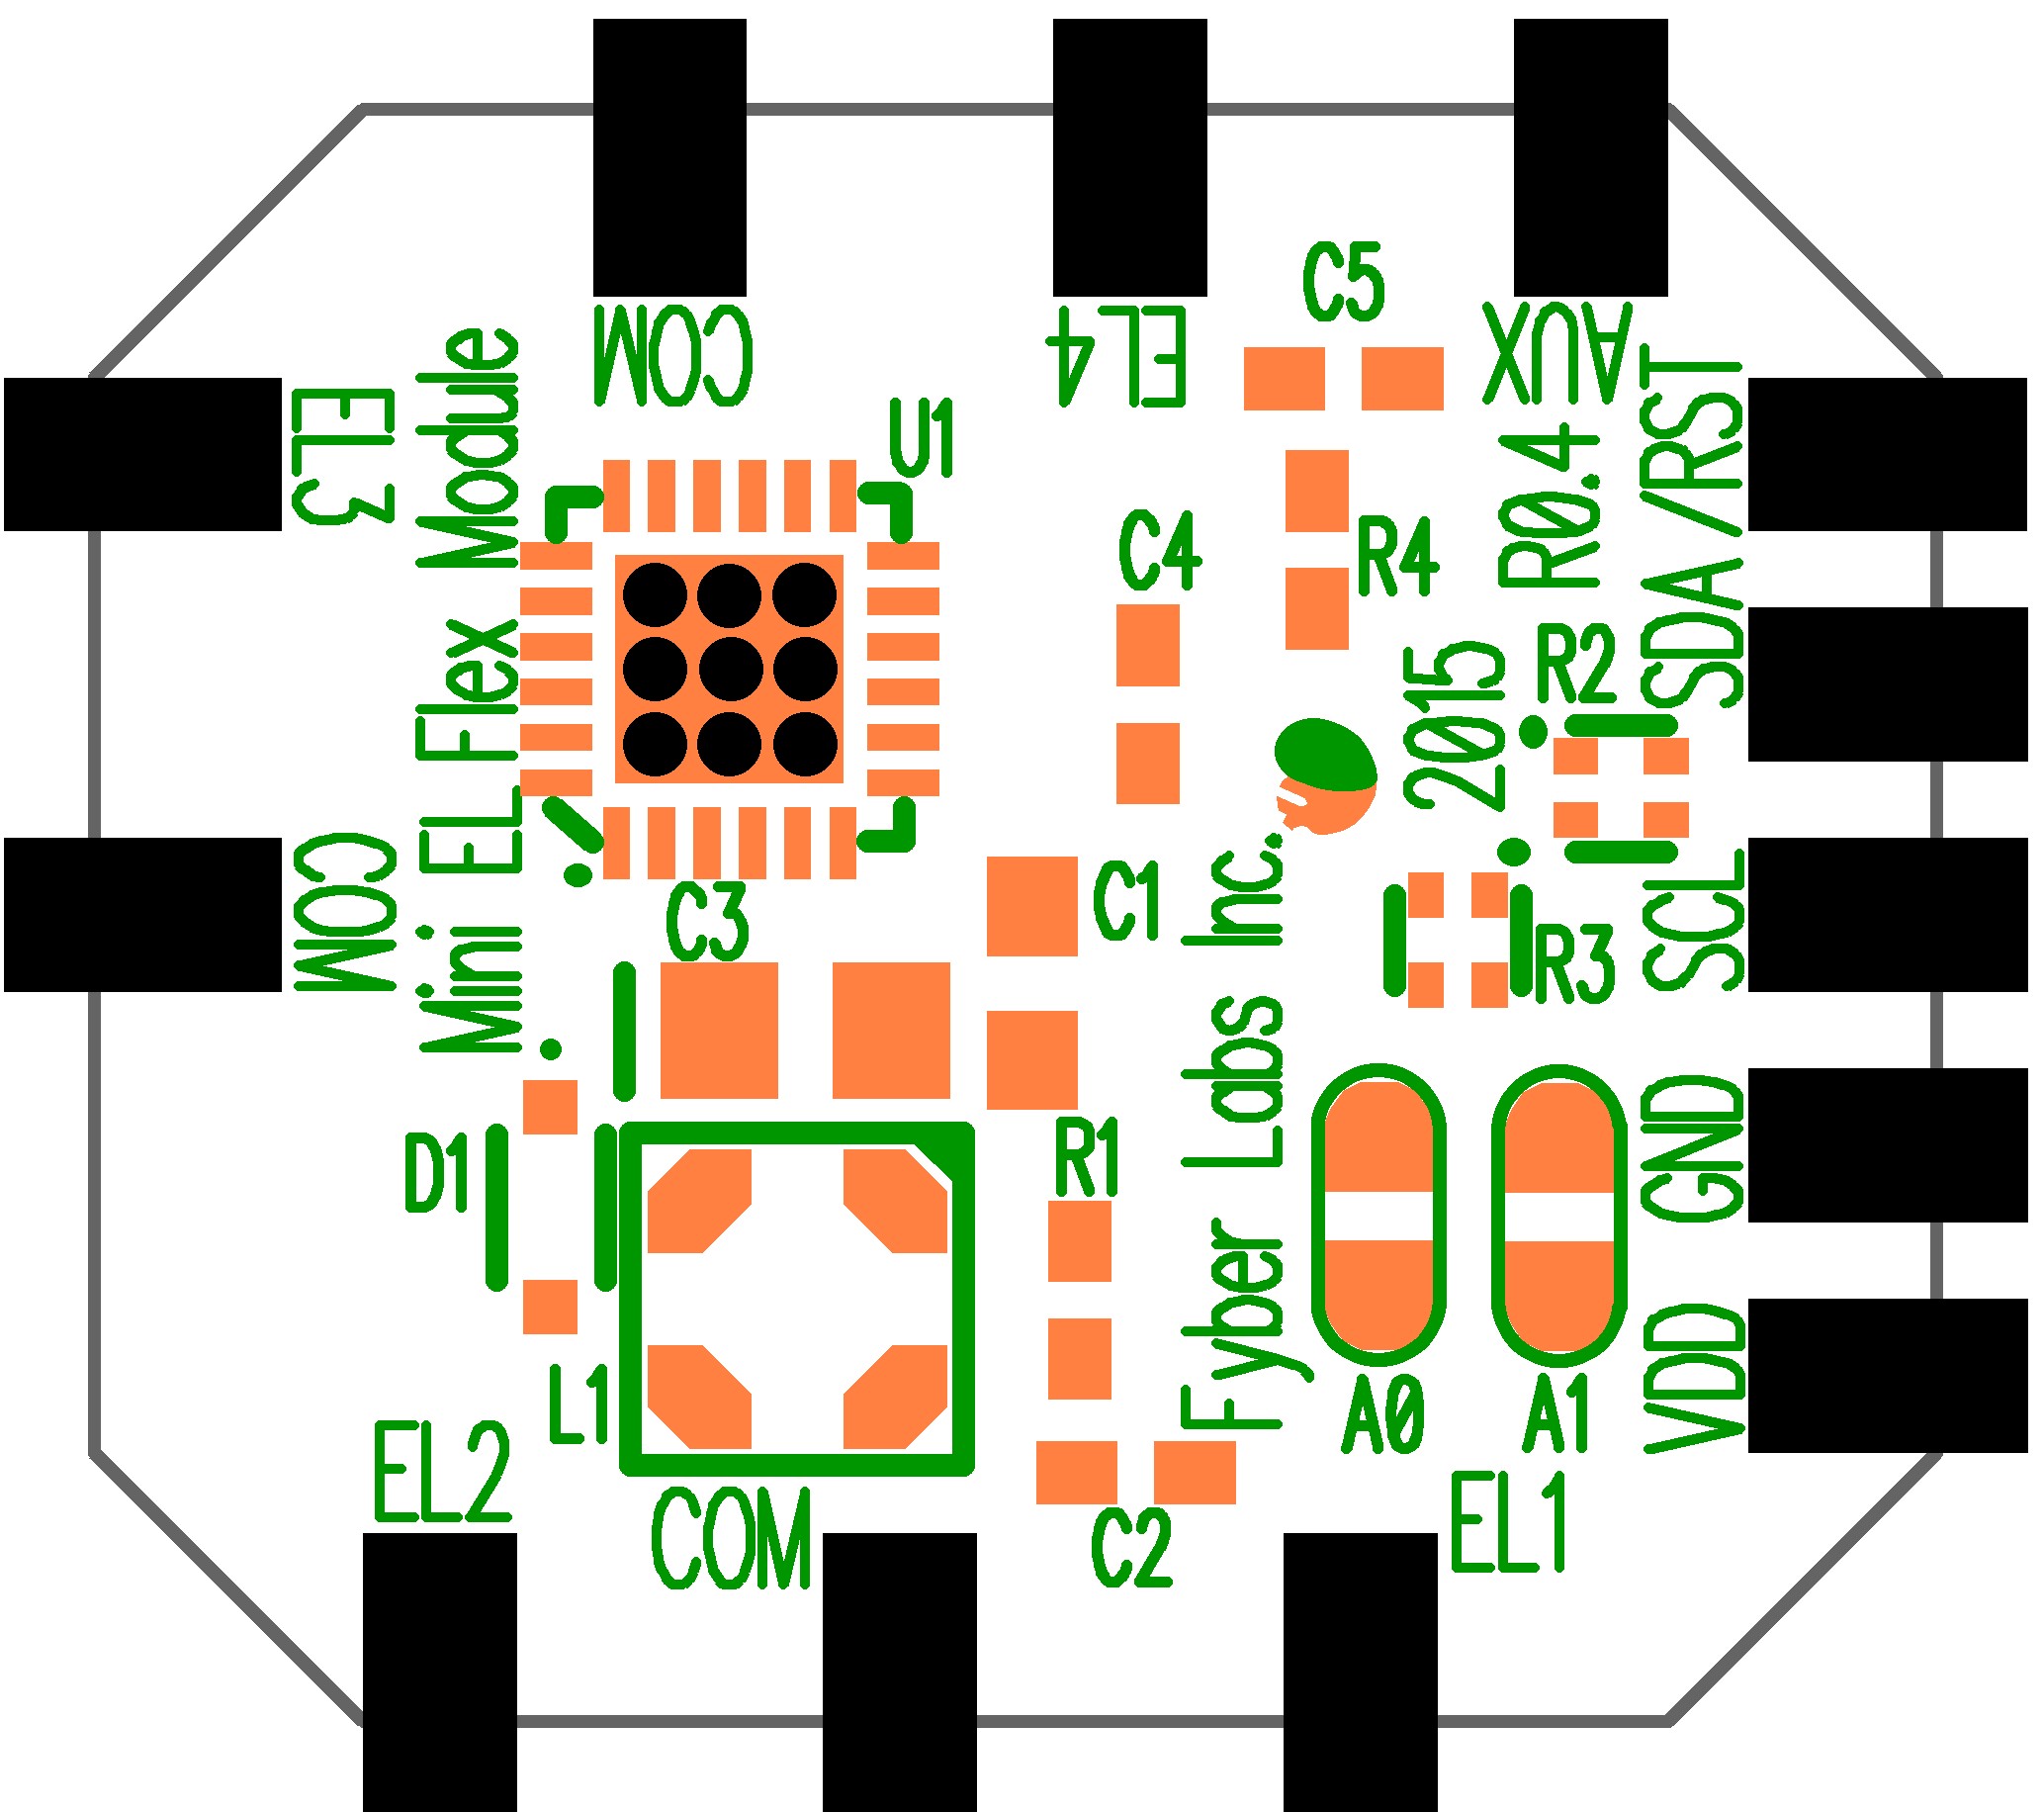 C5
COM
EL4
AUX
EL3
U1
/RST
R4
C4
R0.4
SDA
R2
2015
Mini EL Flex Module
COM
C3
C1
R3
SCL
Fyber Labs Inc.
D1
R1
GND
L1
A0
A1
VDD
EL2
COM
C2
EL1